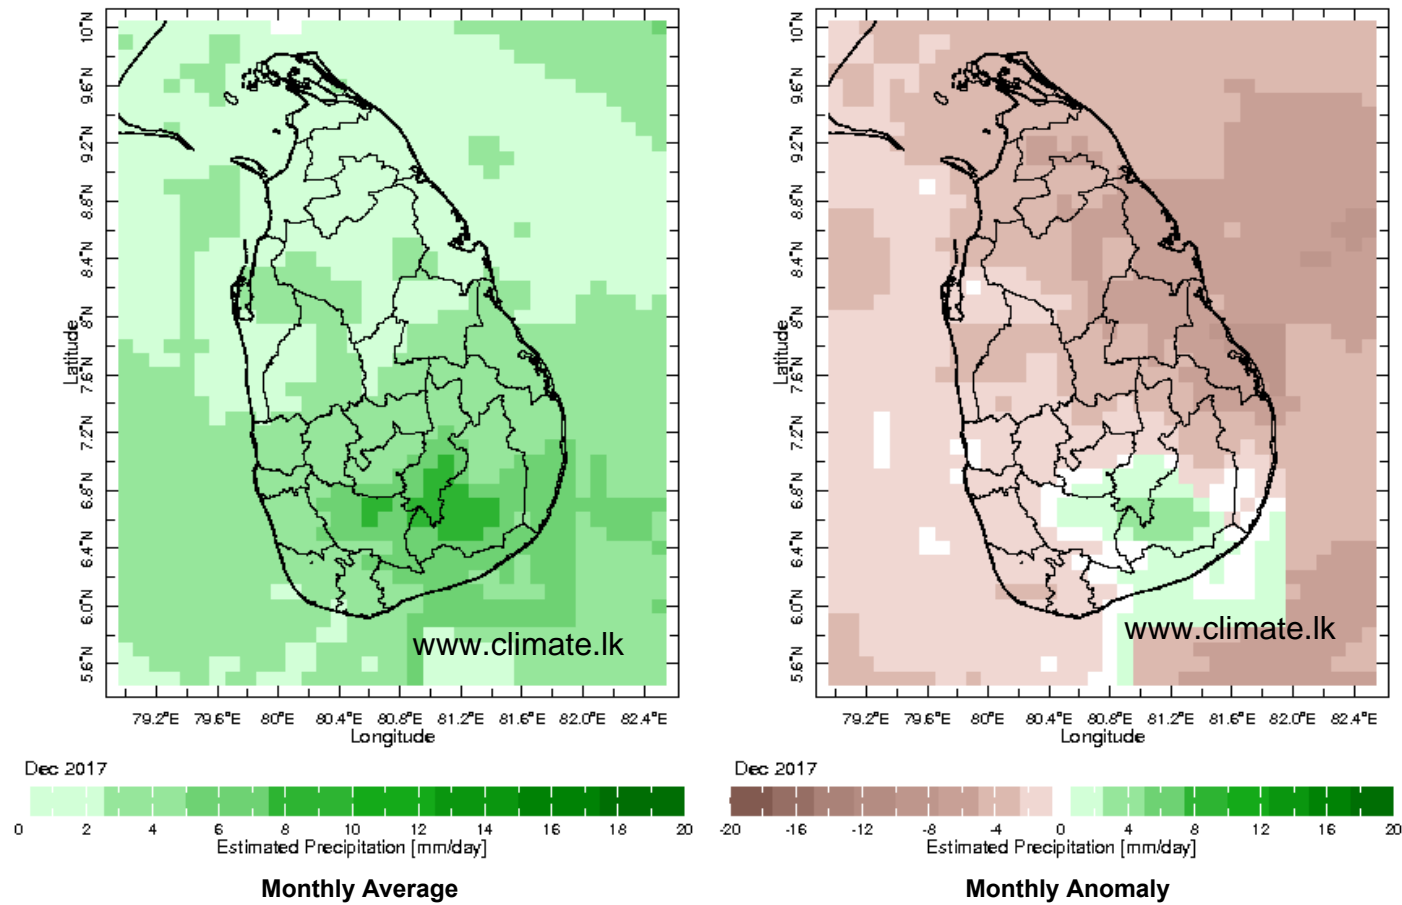 10°N
9.6°N
9.2°N
8.8°N
8.4°N
8°N
7.6°N
7.2°N
6.8°N
6.4°N
6.0°N
5.6°N
Latitude
www.climate.lk
79.2°E 79.6°E 80°E 80.4°E 80.8°E 81.2°E 81.6°E 82.0°E 82.4°E
Longitude
Dec 2017
0 2 4 6 8 10 12 14 16 18 20
Estimated Precipitation [mm/day]
Monthly Average
10°N
9.6°N
9.2°N
8.8°N
8.4°N
8°N
7.6°N
7.2°N
6.8°N
6.4°N
6.0°N
5.6°N
Latitude
www.climate.lk
79.2°E 79.6°E 80°E 80.4°E 80.8°E 81.2°E 81.6°E 82.0°E 82.4°E
Longitude
Dec 2017
-20 -16 -12 -8 -4 0 4 8 12 16 20
Estimated Precipitation [mm/day]
Monthly Anomaly